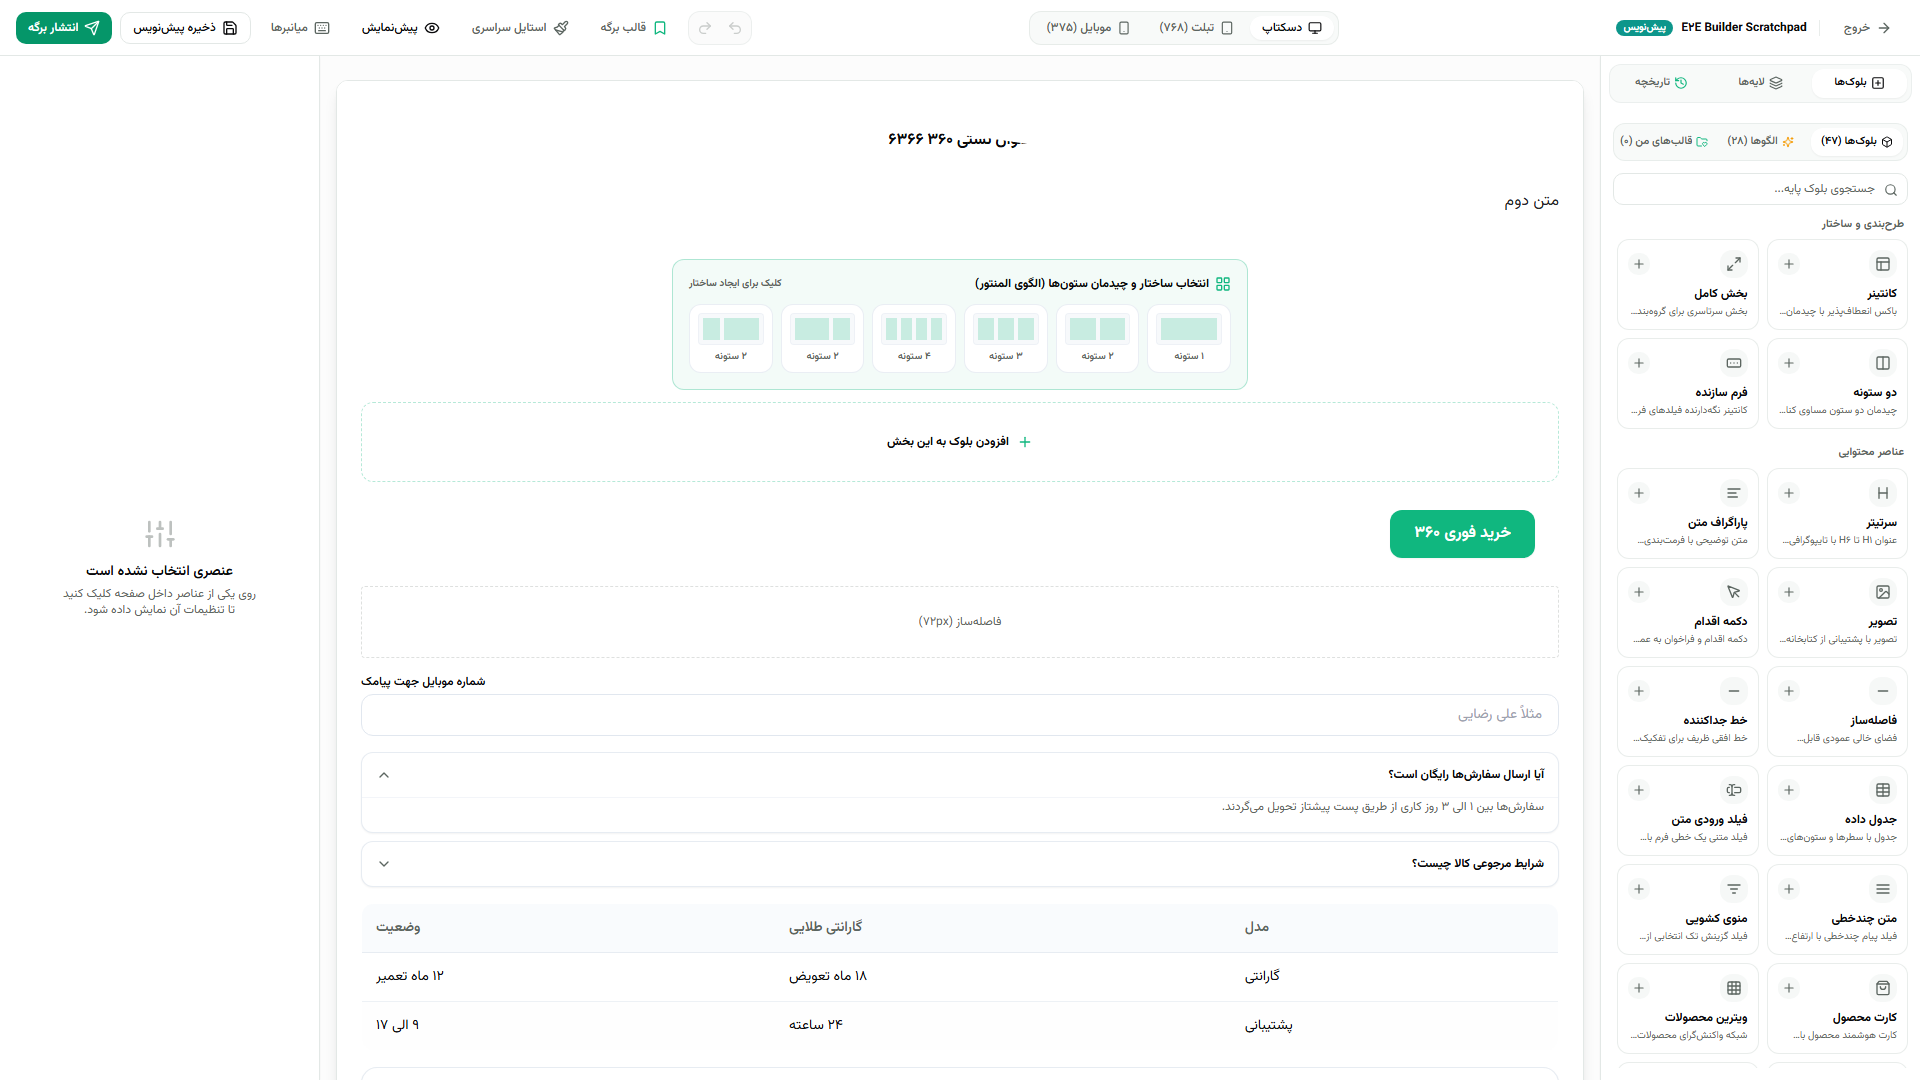 خروج
E2E Builder Scratchpad
پیش‌نویس
دسکتاپ
تبلت (۷۶۸)
موبایل (۳۷۵)
قالب برگه
استایل سراسری
پیش‌نمایش
میانبرها
ذخیره پیش‌نویس
انتشار برگه
بلوک‌ها
لایه‌ها
تاریخچه
بلوک‌ها (۴۷)
الگوها (۲۸)
قالب‌های من (۰)
جستجوی بلوک پایه...
طرح‌بندی و ساختار
کانتینر
باکس انعطاف‌پذیر با چیدمان...
بخش کامل
بخش سرتاسری برای گروه‌بند...
دو ستونه
چیدمان دو ستون مساوی کنا...
فرم سازنده
کانتینر نگه‌دارنده فیلدهای فر...
عناصر محتوایی
سرتیتر
عنوان H1 تا H6 با تایپوگرافی...
پاراگراف متن
متن توضیحی با فرمت‌بندی...
تصویر
تصویر با پشتیبانی از کتابخانه...
دکمه اقدام
دکمه اقدام و فراخوان به عمـ...
فاصله‌ساز
فضای خالی عمودی قابل...
خط جداکننده
خط افقی ظریف برای تفکیک...
جدول داده
جدول با سطرها و ستون‌های...
فیلد ورودی متن
فیلد متنی یک خطی فرم با...
متن چندخطی
فیلد پیام چندخطی با ارتفاع...
منوی کشویی
فیلد گزینش تک انتخابی از...
کارت محصول
کارت هوشمند محصول با...
ویترین محصولات
شبکه واکنش‌گرای محصولات...
تستی ۳۶۰ ۶۳۶۶
متن دوم
انتخاب ساختار و چیدمان ستون‌ها (الگوی المنتور)
کلیک برای ایجاد ساختار
۱ ستونه
۲ ستونه
۳ ستونه
۴ ستونه
۲ ستونه
۲ ستونه
افزودن بلوک به این بخش
خرید فوری ۳۶۰
فاصله‌ساز (۷۲px)
شماره موبایل جهت پیامک
مثلاً علی رضایی
آیا ارسال سفارش‌ها رایگان است؟
سفارش‌ها بین ۱ الی ۳ روز کاری از طریق پست پیشتاز تحویل می‌گردند.
شرایط مرجوعی کالا چیست؟
مدل
گارانتی طلایی
وضعیت
گارانتی
۱۸ ماه تعویض
۱۲ ماه تعمیر
پشتیبانی
۲۴ ساعته
۹ الی ۱۷
عنصری انتخاب نشده است
روی یکی از عناصر داخل صفحه کلیک کنید
تا تنظیمات آن نمایش داده شود.